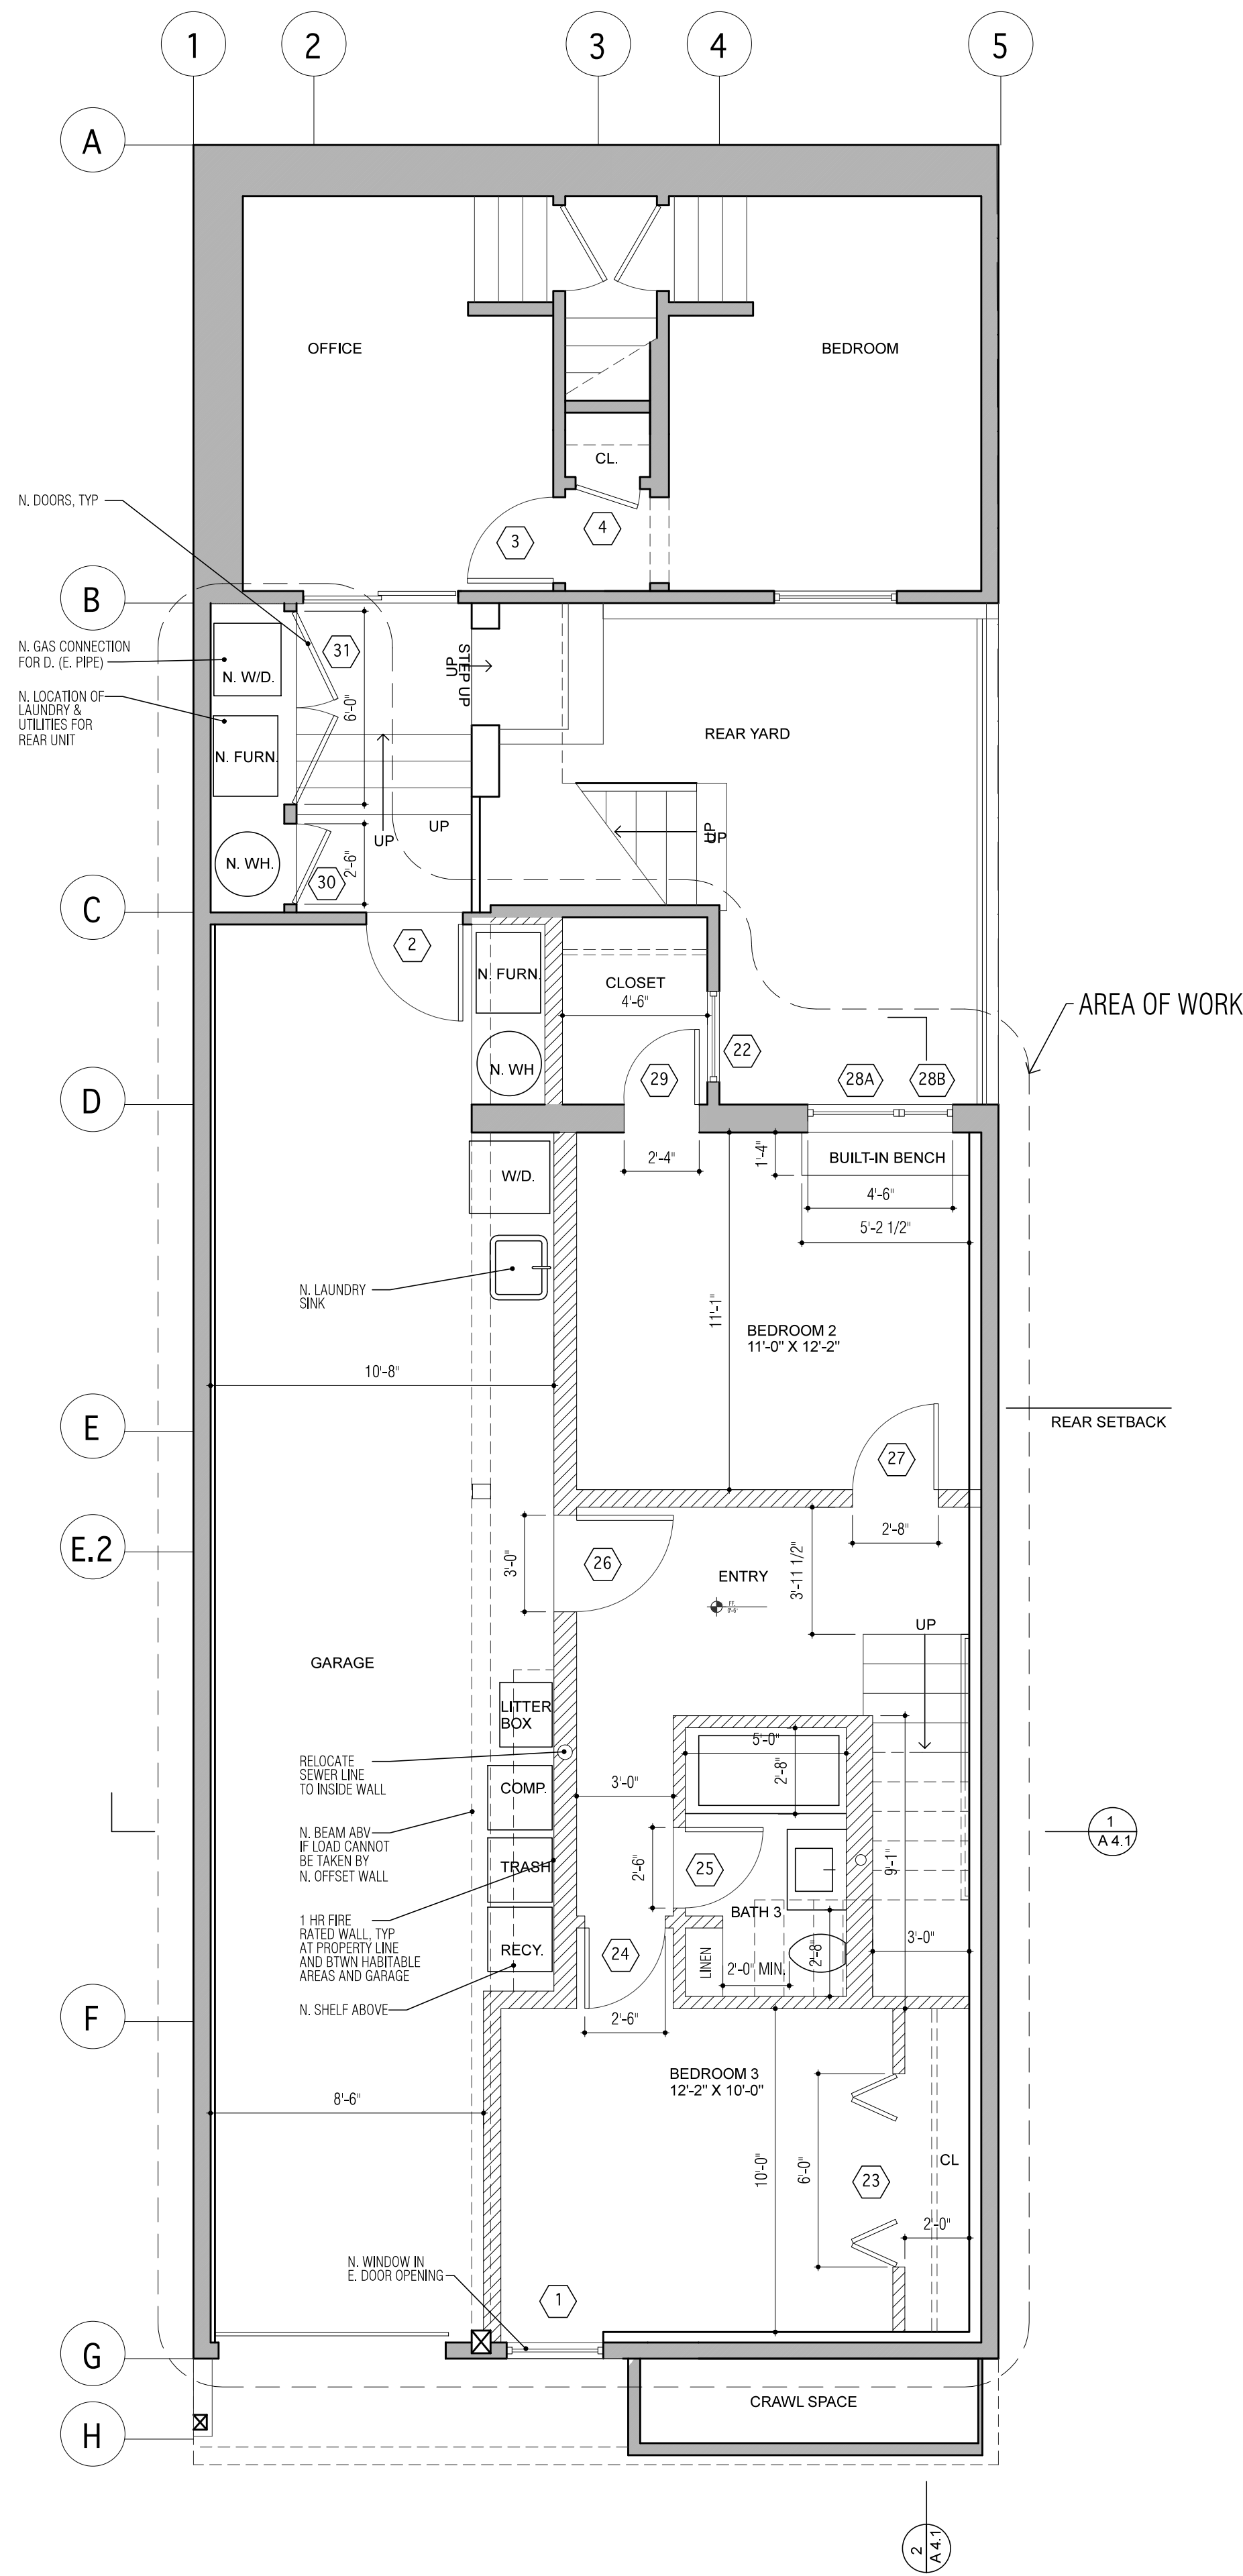 1
2
3
4
5
A
OFFICE
BEDROOM
CL.
N. DOORS, TYP
3
4
B
N. GAS CONNECTION
FOR D. (E. PIPE)
N. W/D.
31
6'-0"
STEP UP
UP
N. LOCATION OF
LAUNDRY &
UTILITIES FOR
REAR UNIT
N. FURN.
REAR YARD
UP
UP
UP
UP
N. WH.
30
2'-6"
C
2
N. FURN.
CLOSET
4'-6"
AREA OF WORK
N. WH
29
22
28A
28B
D
2'-4"
1'-4"
BUILT-IN BENCH
W/D.
4'-6"
5'-2 1/2"
N. LAUNDRY
SINK
11'-1"
BEDROOM 2
11'-0" X 12'-2"
10'-8"
E
REAR SETBACK
27
2'-8"
E.2
3'-0"
26
ENTRY
3'-11 1/2"
FF.
UP
GARAGE
LITTER
BOX
RELOCATE
SEWER LINE
TO INSIDE WALL
5'-0"
2'-8"
3'-0"
COMP.
N. BEAM ABV
IF LOAD CANNOT
BE TAKEN BY
N. OFFSET WALL
1
A 4.1
TRASH
2'-6"
25
9'-1"
BATH 3
1 HR FIRE
RATED WALL, TYP
AT PROPERTY LINE
AND BTWN HABITABLE
AREAS AND GARAGE
RECY.
24
LINEN
2'-0" MIN.
2'-8"
3'-0"
N. SHELF ABOVE
F
2'-6"
BEDROOM 3
12'-2" X 10'-0"
8'-6"
10'-0"
6'-0"
23
CL
2'-0"
N. WINDOW IN
E. DOOR OPENING
1
G
CRAWL SPACE
H
2
A 4.1